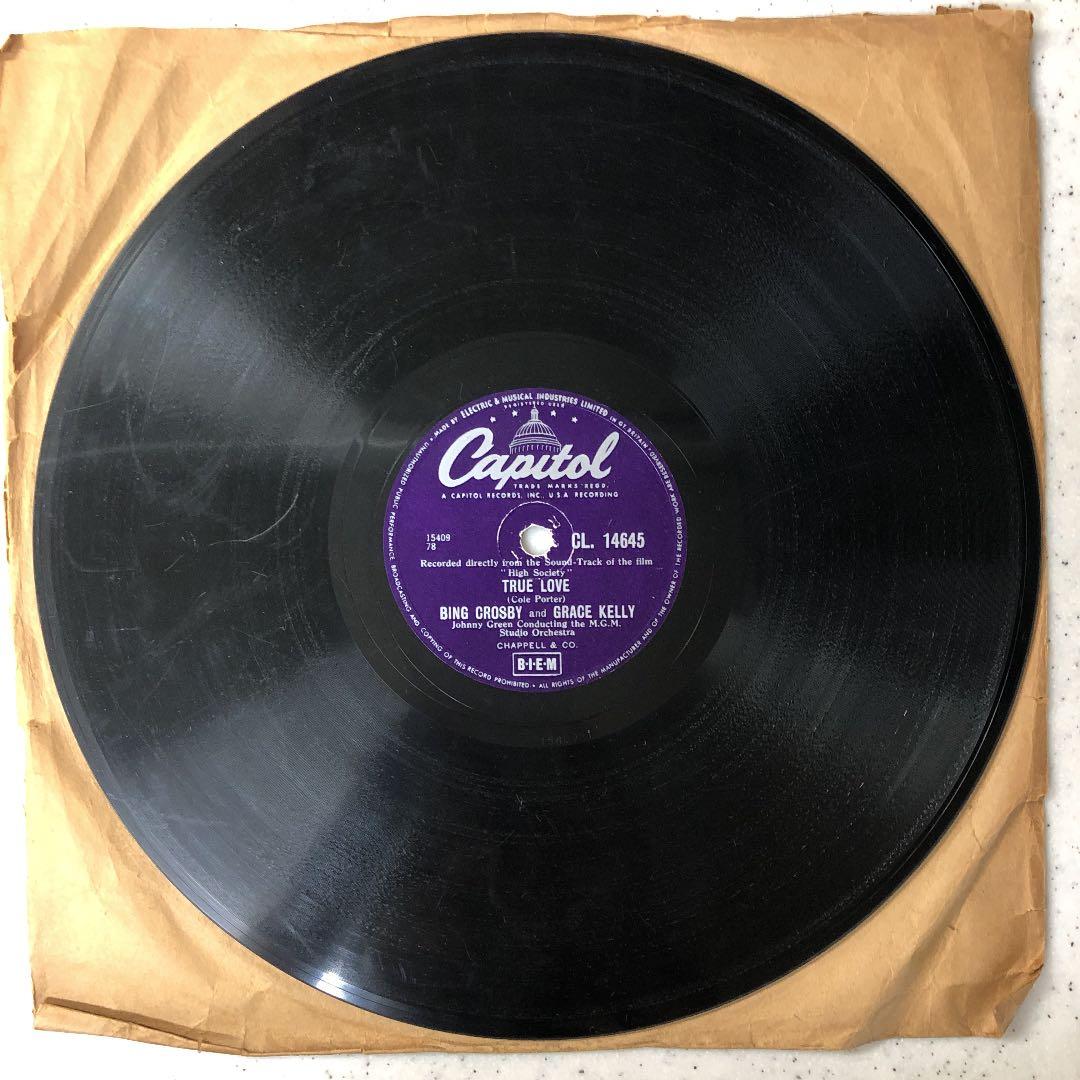 MADE BY ELECTRIC & MUSICAL INDUSTRIES LIMITED IN GT. BRITAIN • ALL RIGHTS OF THE MANUFACTURER AND OF THE OWNER OF THE RECORDED WORK ARE RESERVED • UNAUTHORIZED PUBLIC PERFORMANCE, BROADCASTING AND COPYING OF THIS RECORD PROHIBITED •
REGISTERED USER
Capitol
TRADE MARKS REGD.
A CAPITOL RECORDS, INC., U.S.A RECORDING
15409
78
CL. 14645
Recorded directly from the Sound-Track of the film
"High Society"
TRUE LOVE
(Cole Porter)
BING CROSBY and GRACE KELLY
Johnny Green Conducting the M.G.M.
Studio Orchestra
CHAPPELL & CO.
B·I·E·M